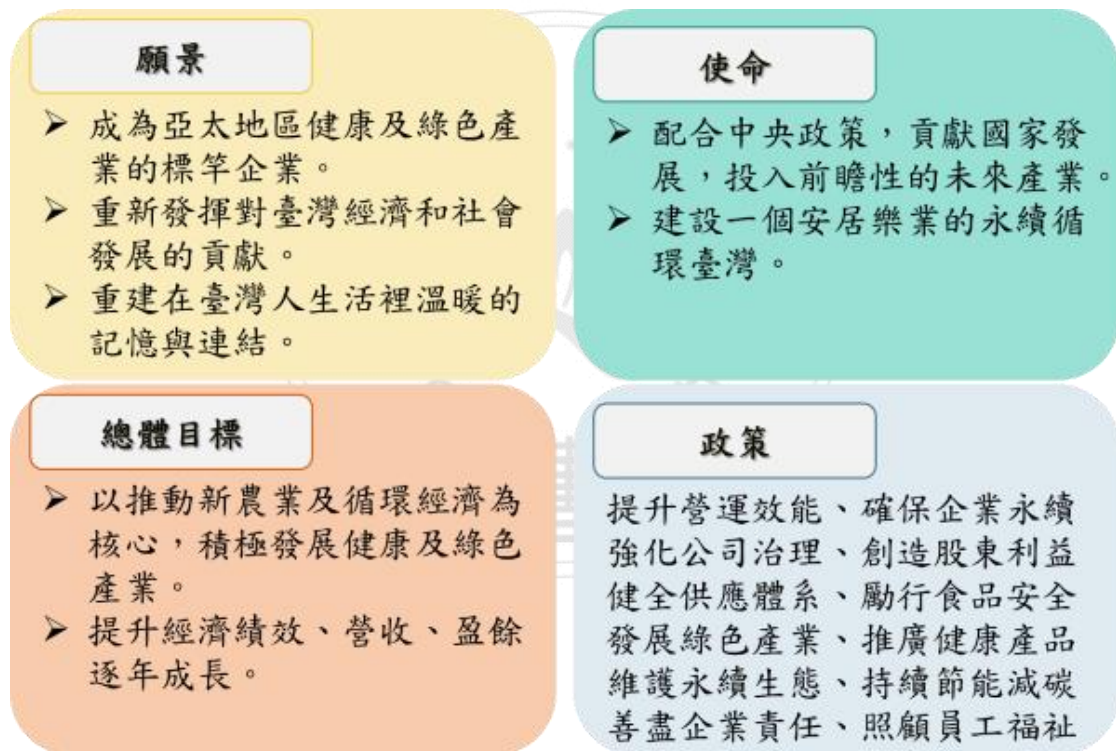 願景
➢ 成為亞太地區健康及綠色產
業的標竿企業。
➢ 重新發揮對臺灣經濟和社會
發展的貢獻。
➢ 重建在臺灣人生活裡溫暖的
記憶與連結。
使命
➢ 配合中央政策，貢獻國家發
展，投入前瞻性的未來產業。
➢ 建設一個安居樂業的永續循
環臺灣。
總體目標
➢ 以推動新農業及循環經濟為
核心，積極發展健康及綠色
產業。
➢ 提升經濟績效、營收、盈餘
逐年成長。
政策
提升營運效能、確保企業永續
強化公司治理、創造股東利益
健全供應體系、勵行食品安全
發展綠色產業、推廣健康產品
維護永續生態、持續節能減碳
善盡企業責任、照顧員工福祉